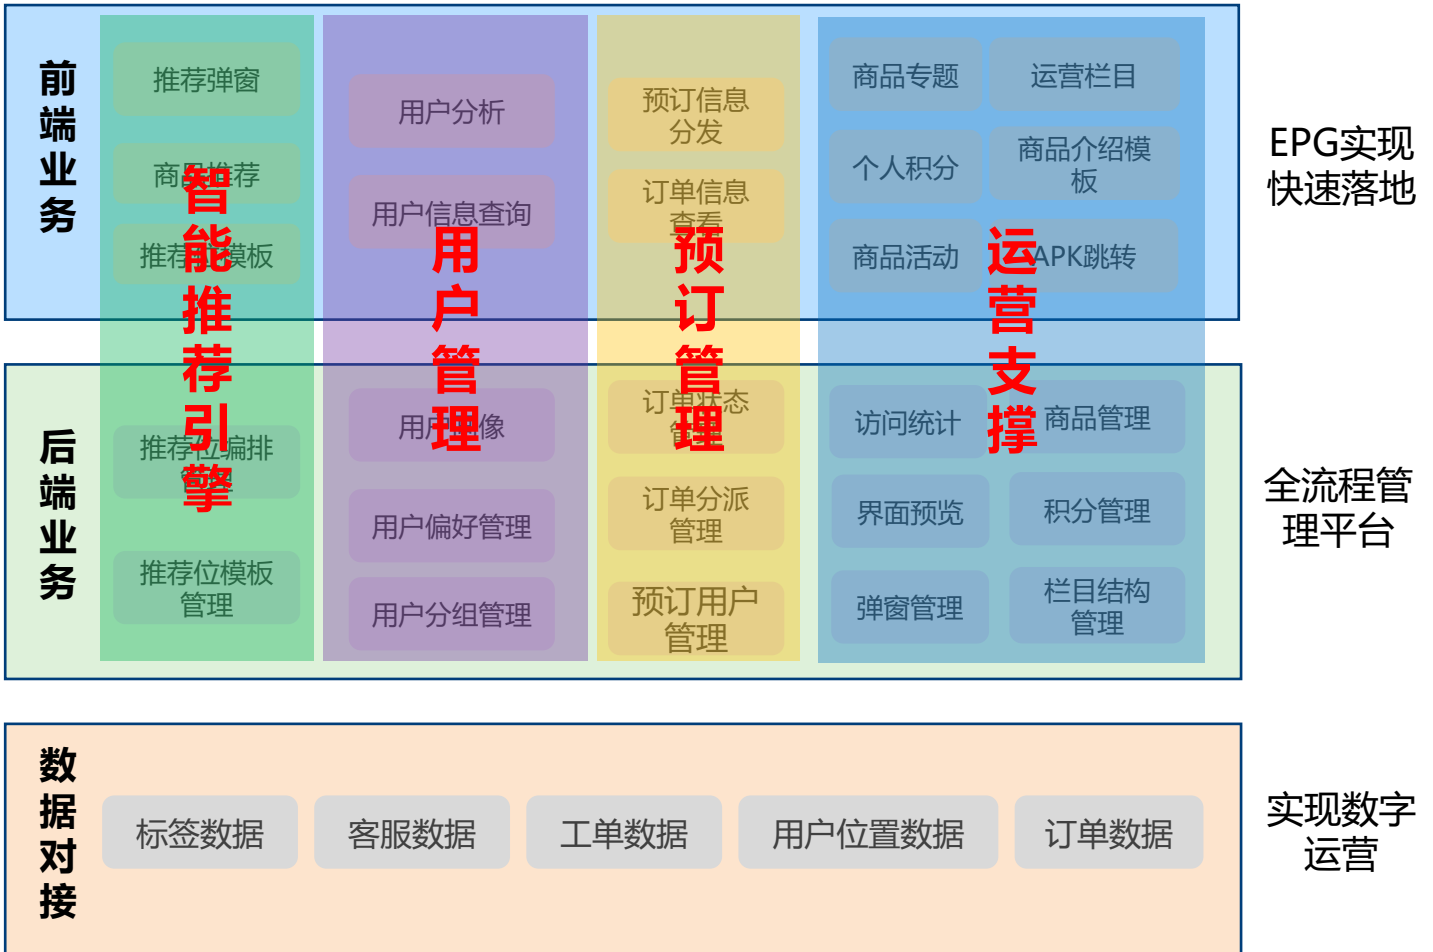 前端业务
推荐弹窗
商品推荐
推荐位模板
用户分析
用户信息查询
预订信息
分发
订单信息
查看
商品专题
运营栏目
个人积分
商品介绍模
板
商品活动
APK跳转
EPG实现
快速落地
智能推荐引擎
用户管理
预订管理
运营支撑
后端业务
推荐位编排
管理
推荐位模板
管理
用户画像
用户偏好管理
用户分组管理
订单状态
管理
订单分派
管理
预订用户
管理
访问统计
商品管理
界面预览
积分管理
弹窗管理
栏目结构
管理
全流程管
理平台
数据对接
标签数据
客服数据
工单数据
用户位置数据
订单数据
实现数字
运营